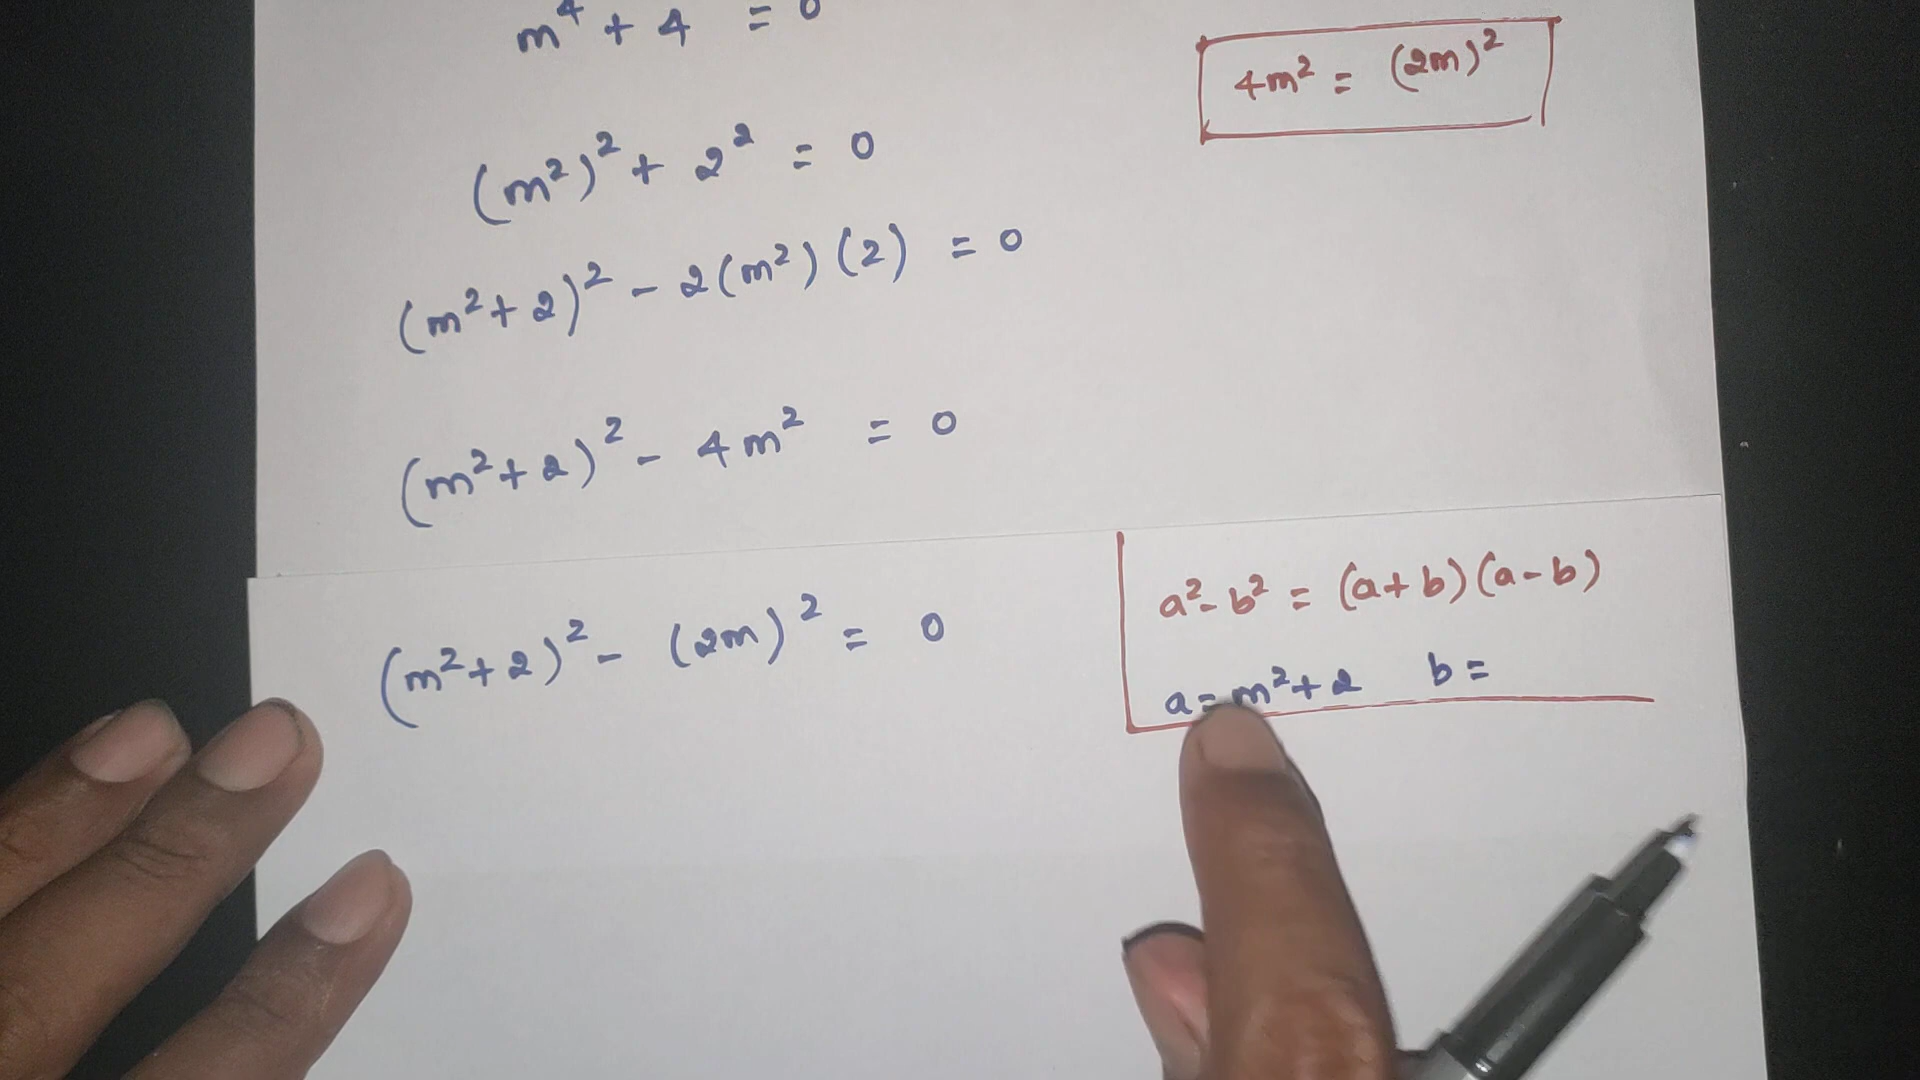 m⁴ + 4 = 0
4m² = (2m)²
(m²)² + 2² = 0
(m²+2)² - 2(m²)(2) = 0
(m²+2)² - 4m² = 0
a²-b² = (a+b)(a-b)
(m²+2)² - (2m)² = 0
a=m²+2 b=